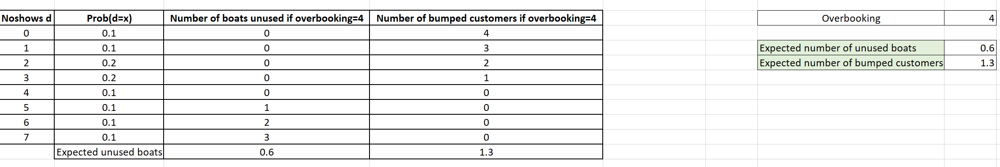 Noshows d Prob(d=x) Number of boats unused if overbooking=4 Number of bumped customers if overbooking=4 Overbooking 4
0 0.1 0 4
1 0.1 0 3 Expected number of unused boats 0.6
2 0.2 0 2 Expected number of bumped customers 1.3
3 0.2 0 1
4 0.1 0 0
5 0.1 1 0
6 0.1 2 0
7 0.1 3 0
Expected unused boats 0.6 1.3